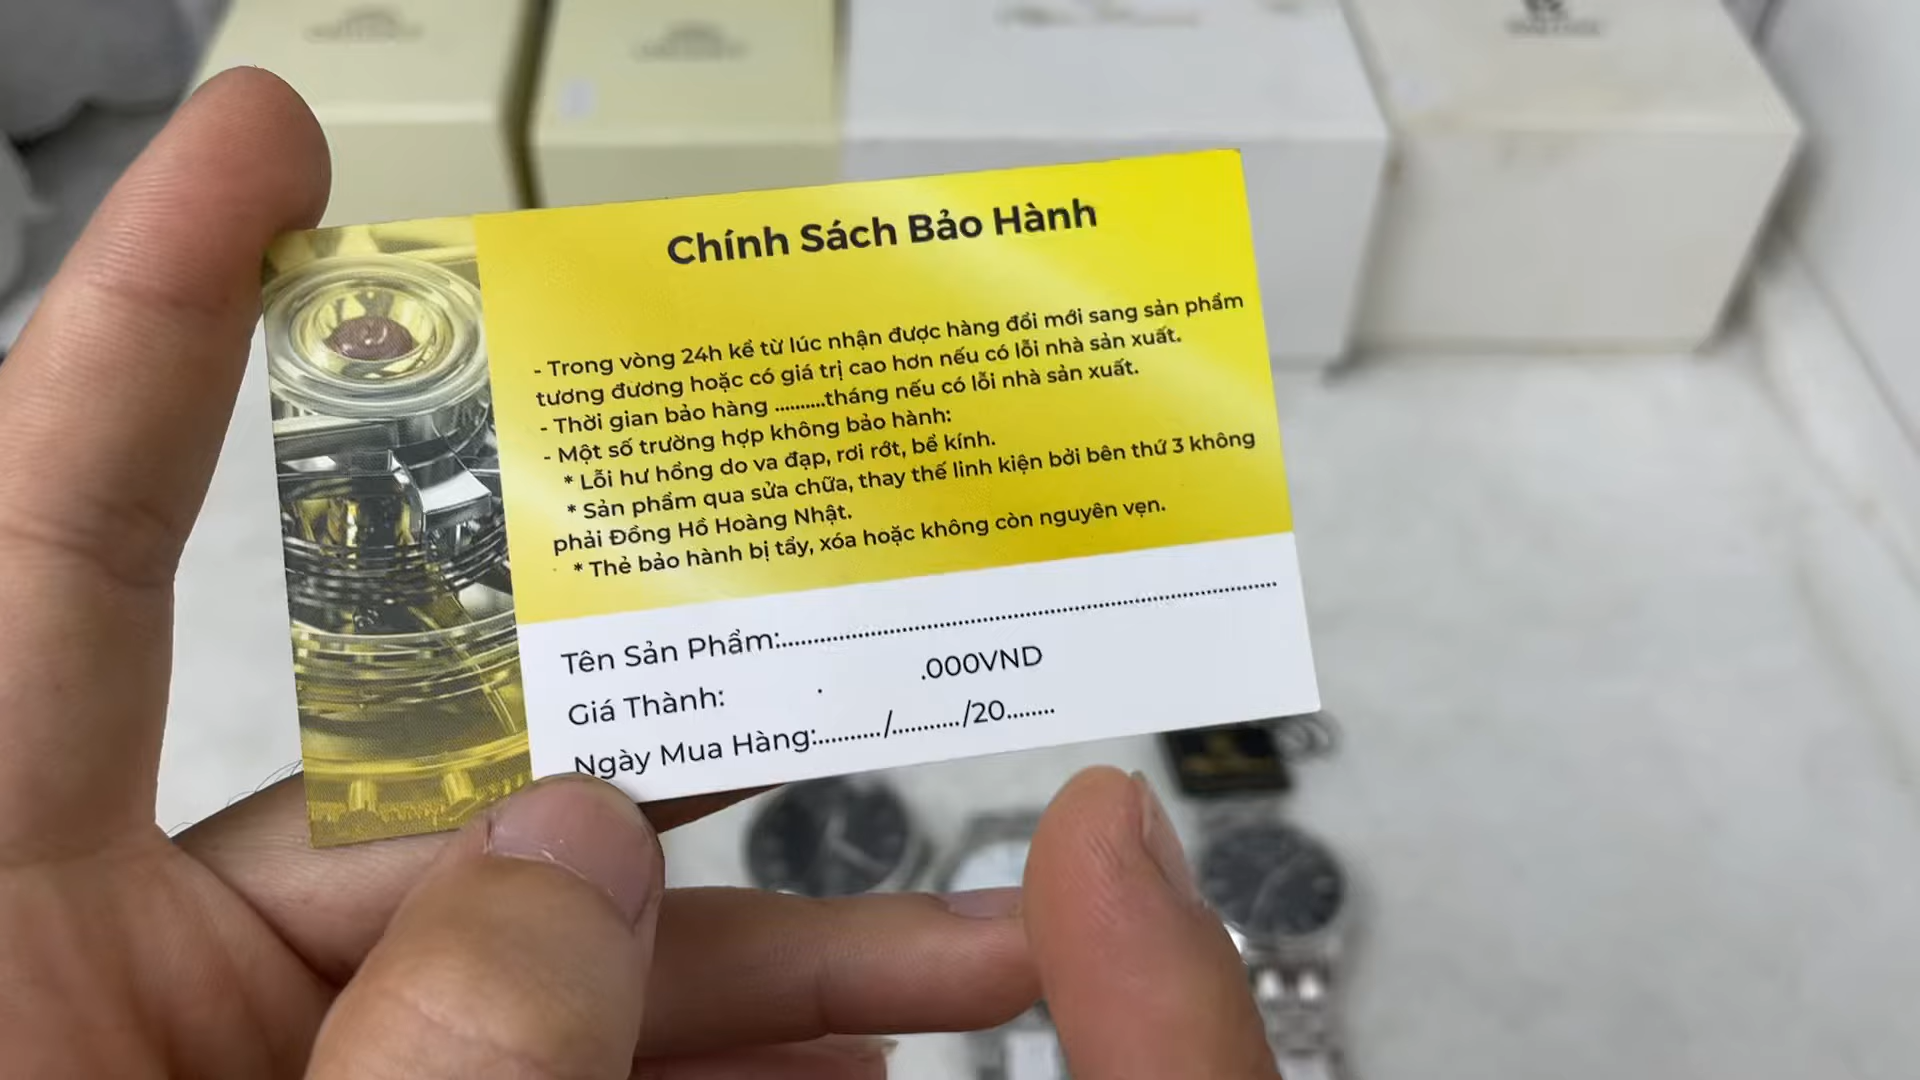 Chính Sách Bảo Hành
- Trong vòng 24h kể từ lúc nhận được hàng đổi mới sang sản phẩm
tương đương hoặc có giá trị cao hơn nếu có lỗi nhà sản xuất.
- Thời gian bảo hàng ..........tháng nếu có lỗi nhà sản xuất.
- Một số trường hợp không bảo hành:
* Lỗi hư hồng do va đạp, rơi rớt, bể kính.
* Sản phẩm qua sửa chữa, thay thế linh kiện bởi bên thứ 3 không
phải Đồng Hồ Hoàng Nhật.
* Thẻ bảo hành bị tẩy, xóa hoặc không còn nguyên vẹn.
Tên Sản Phẩm:............................................................................
Giá Thành: . .000VND
Ngày Mua Hàng:........../.........../20........